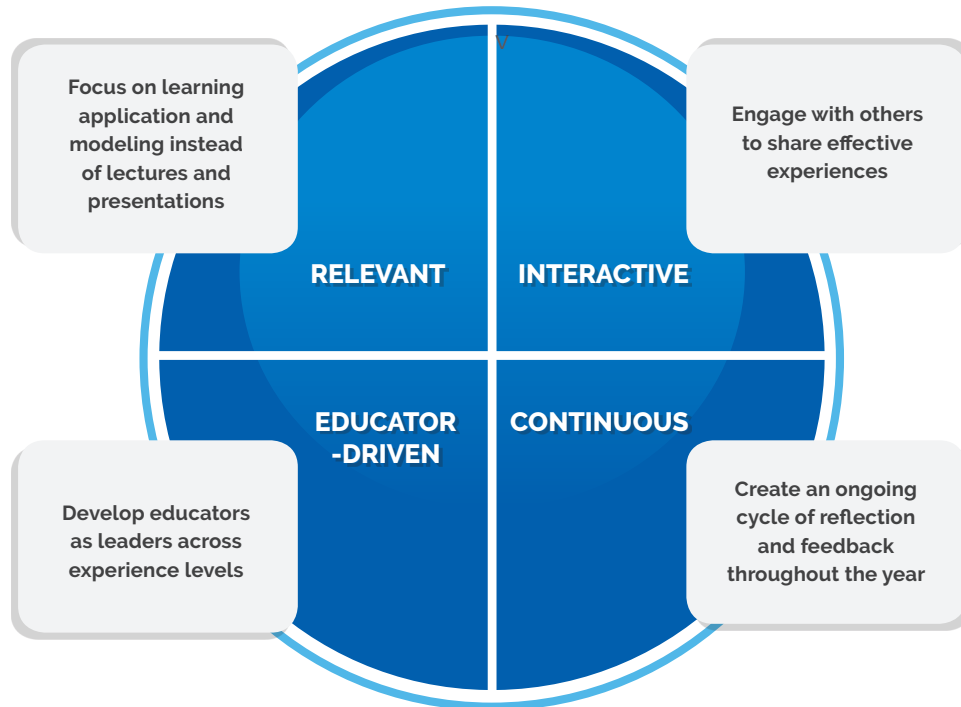 V
Focus on learning
application and
modeling instead
of lectures and
presentations
Engage with others
to share effective
experiences
RELEVANT
INTERACTIVE
EDUCATOR
-DRIVEN
CONTINUOUS
Develop educators
as leaders across
experience levels
Create an ongoing
cycle of reflection
and feedback
throughout the year